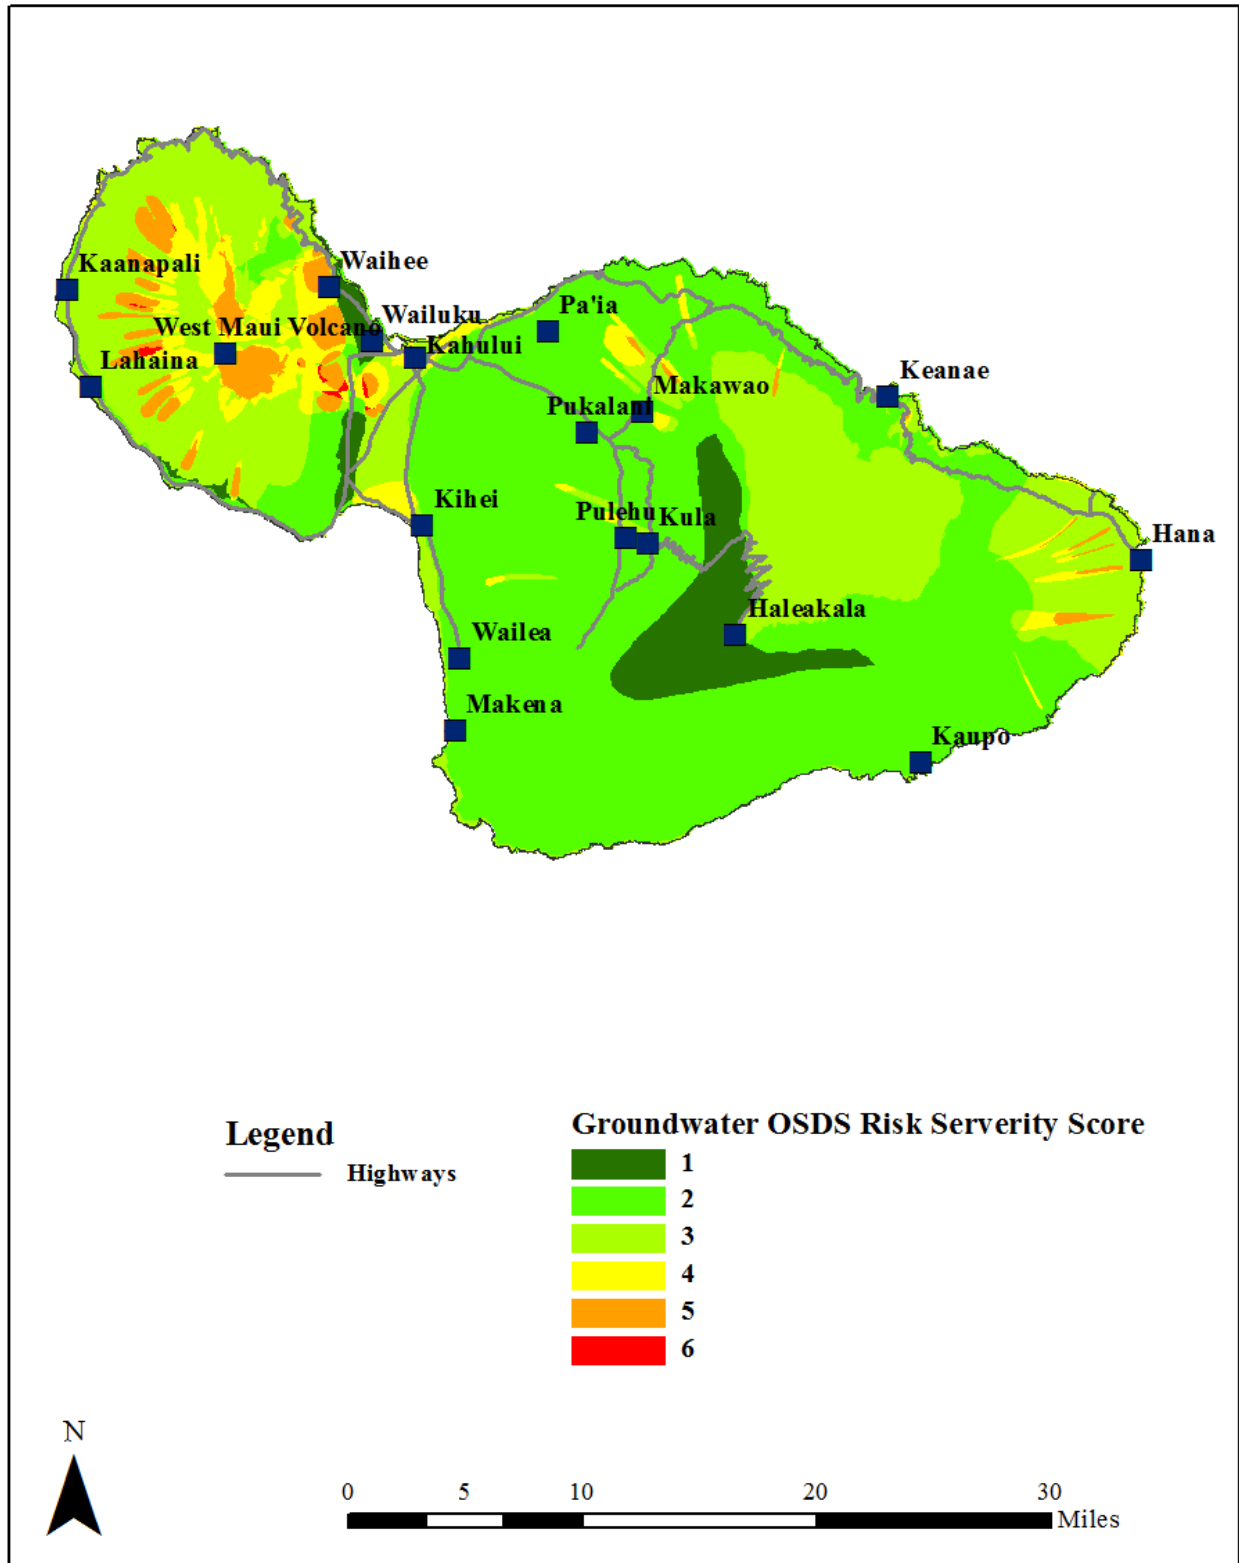 Waihee
Kaanapali
Wailuku
Pa'ia
West Maui Volcano
Kahului
Lahaina
Keanae
Makawao
Pukalani
Kihei
Pulehu
Kula
Hana
Haleakala
Wailea
Makena
Kaupo
Legend
Highways
Groundwater OSDS Risk Serverity Score
1
2
3
4
5
6
N
0 5 10 20 30
Miles